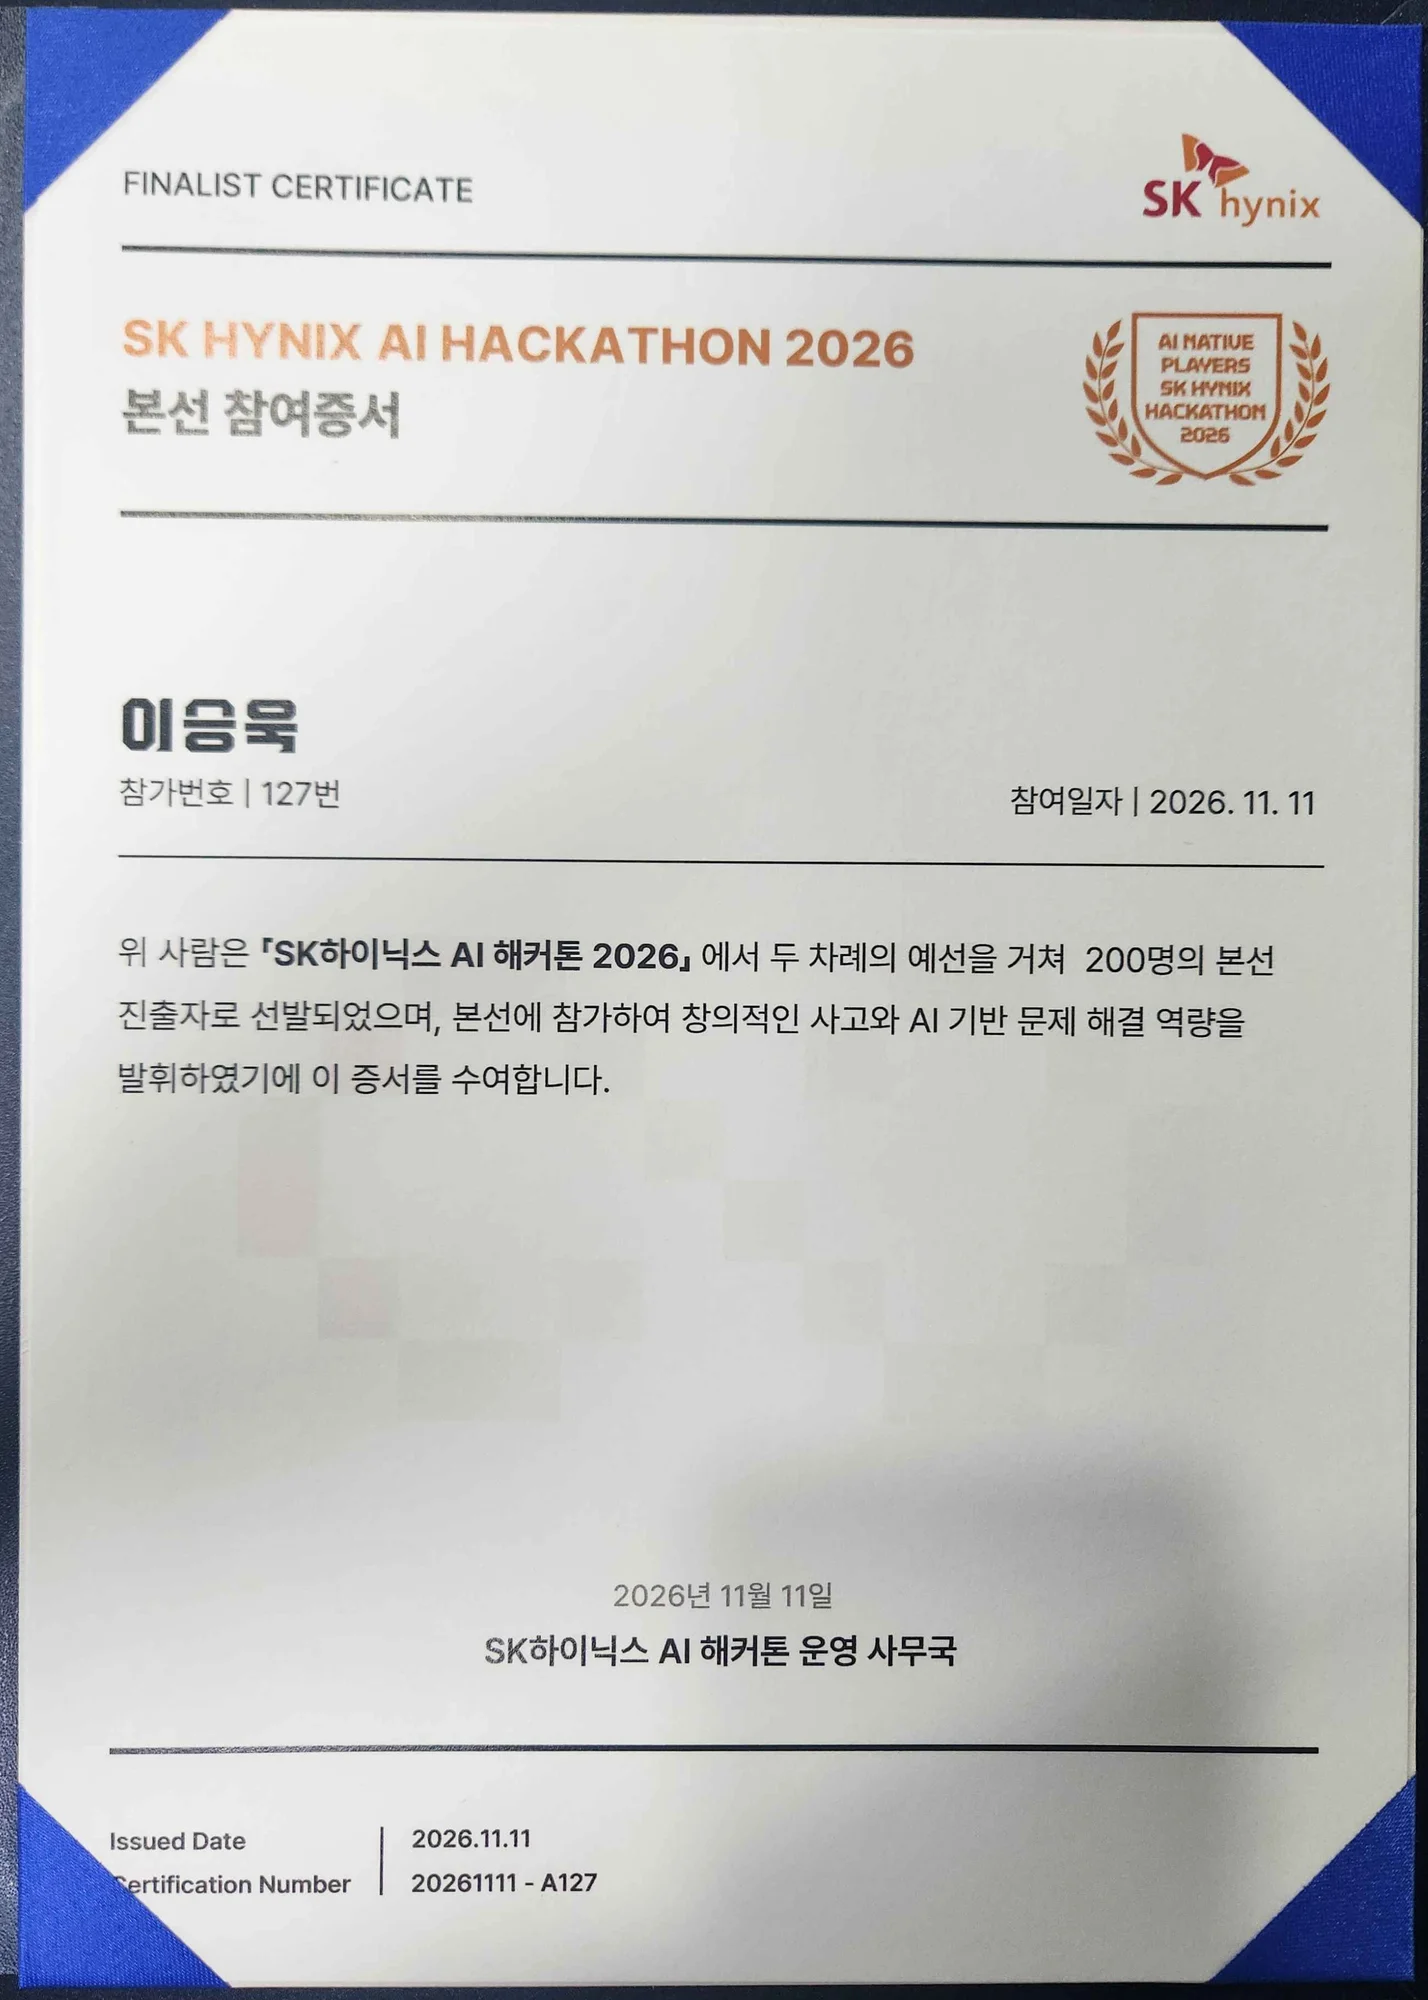 FINALIST CERTIFICATE
SK hynix
SK HYNIX AI HACKATHON 2026
본선 참여증서
AI NATIVE
PLAYERS
SK HYNIX
HACKATHON
2026
이승욱
참가번호 | 127번
참여일자 | 2026. 11. 11
위 사람은 『SK하이닉스 AI 해커톤 2026』 에서 두 차례의 예선을 거쳐 200명의 본선
진출자로 선발되었으며, 본선에 참가하여 창의적인 사고와 AI 기반 문제 해결 역량을
발휘하였기에 이 증서를 수여합니다.
2026년 11월 11일
SK하이닉스 AI 해커톤 운영 사무국
Issued Date 2026.11.11
Certification Number 20261111 - A127